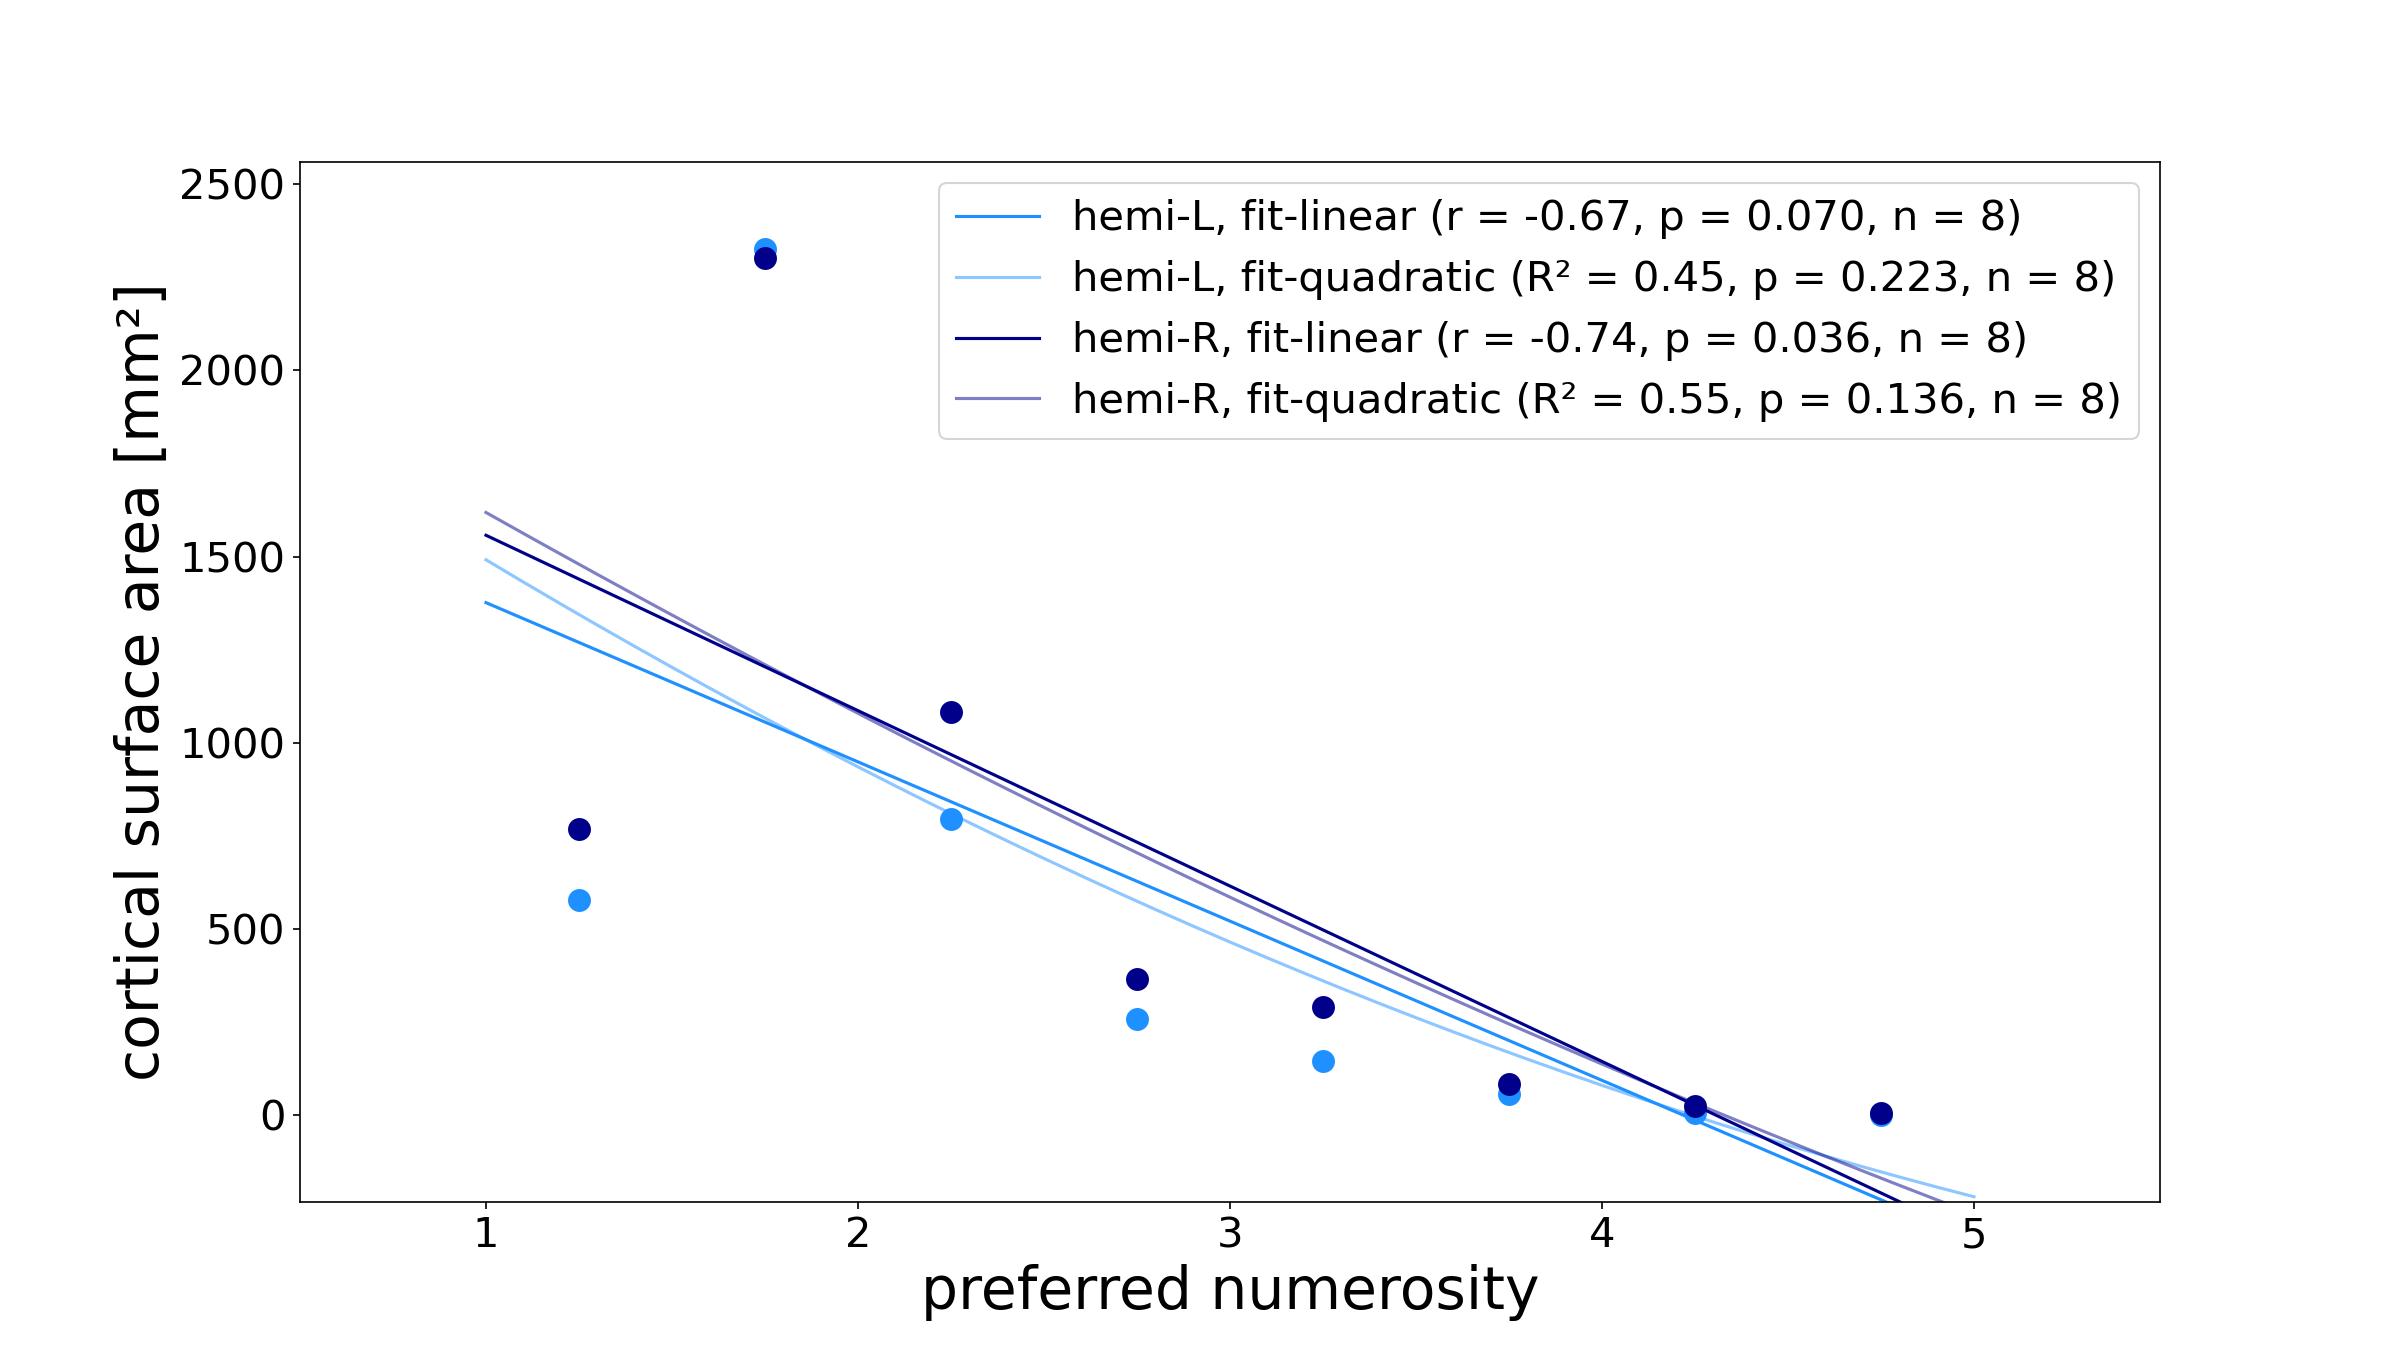 2500
2000
1500
1000
500
0
cortical surface area [mm²]
hemi-L, fit-linear (r = -0.67, p = 0.070, n = 8)
hemi-L, fit-quadratic (R² = 0.45, p = 0.223, n = 8)
hemi-R, fit-linear (r = -0.74, p = 0.036, n = 8)
hemi-R, fit-quadratic (R² = 0.55, p = 0.136, n = 8)
1 2 3 4 5
preferred numerosity